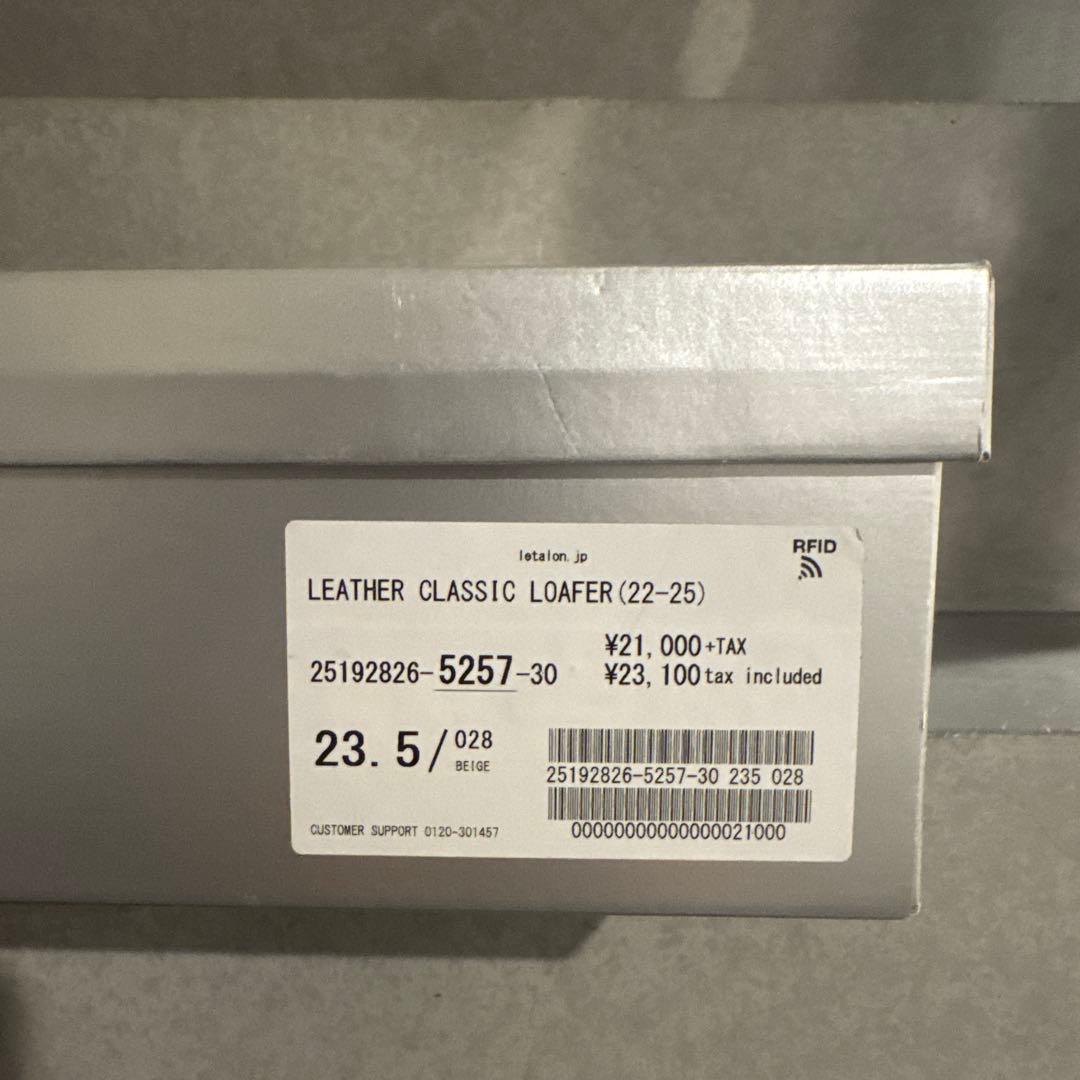 letalon.jp
RFID
LEATHER CLASSIC LOAFER(22-25)
¥21,000+TAX
25192826-5257-30
¥23,100tax included
23.5/028
BEIGE
25192826-5257-30 235 028
CUSTOMER SUPPORT 0120-301457
00000000000000021000